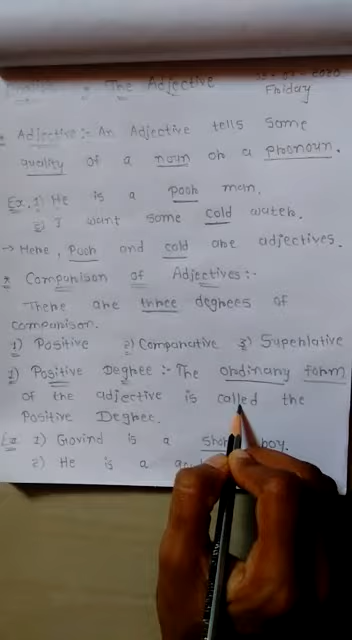 The Adjective
Friday
* Adjective :- An Adjective tells some
quality of a noun or a pronoun.
Ex. 1) He is a poor man.
2) I want some cold water.
→ Here, Poor and cold are adjectives.
* Comparison of Adjectives :-
There are three degrees of
comparison.
1) Positive 2) Comparative 3) Superlative
1) Positive Degree :- The ordinary form
of the adjective is called the
Positive Degree.
Ex 1) Govind is a boy.
2) He is a